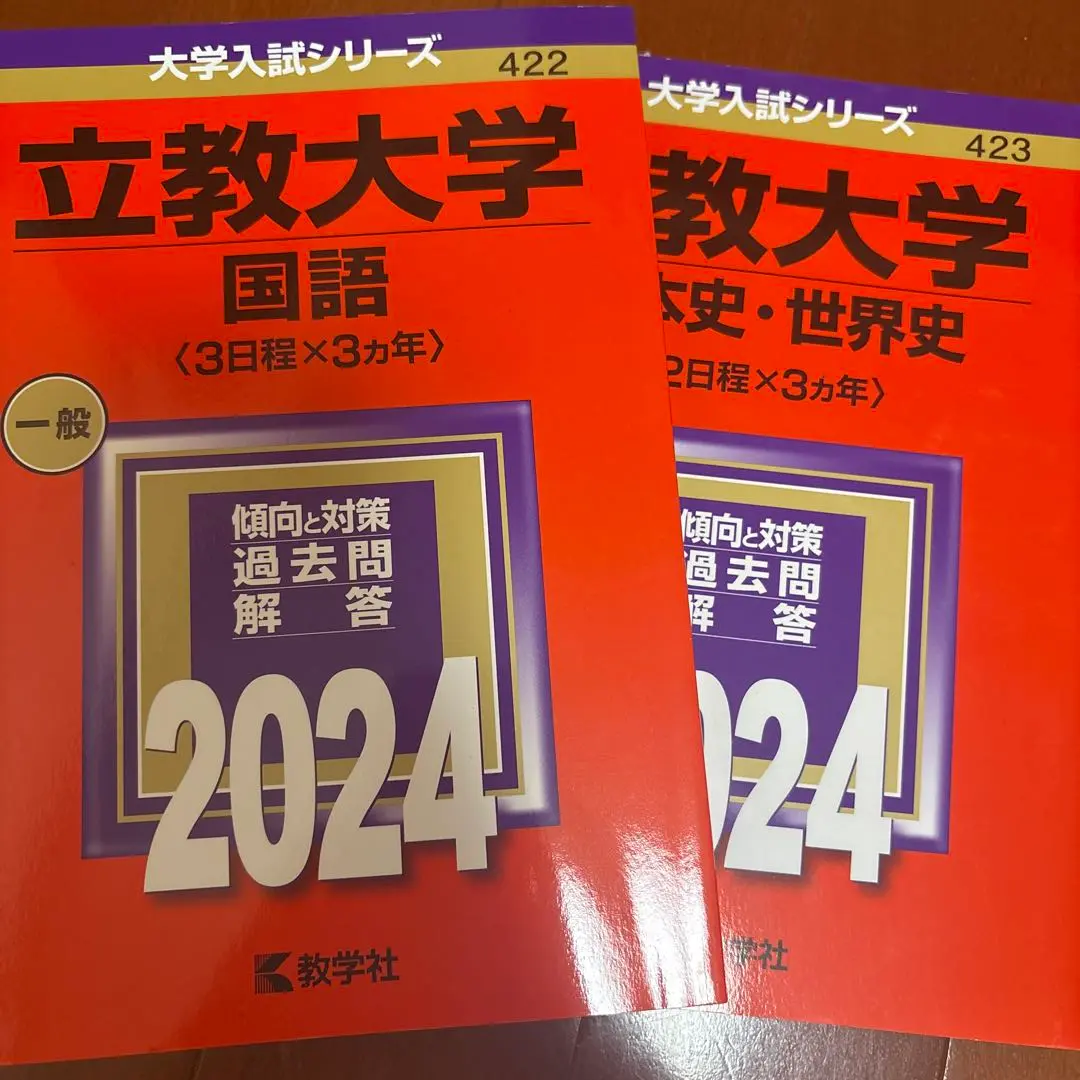 大学入試シリーズ
422
立教大学
国語
〈3日程×3ヵ年〉
一般
傾向と対策
過去問
解答
2024
教学社
大学入試シリーズ
423
教大学
本史・世界史
2日程×3ヵ年〉
傾向と対策
過去問
解答
2024
学社